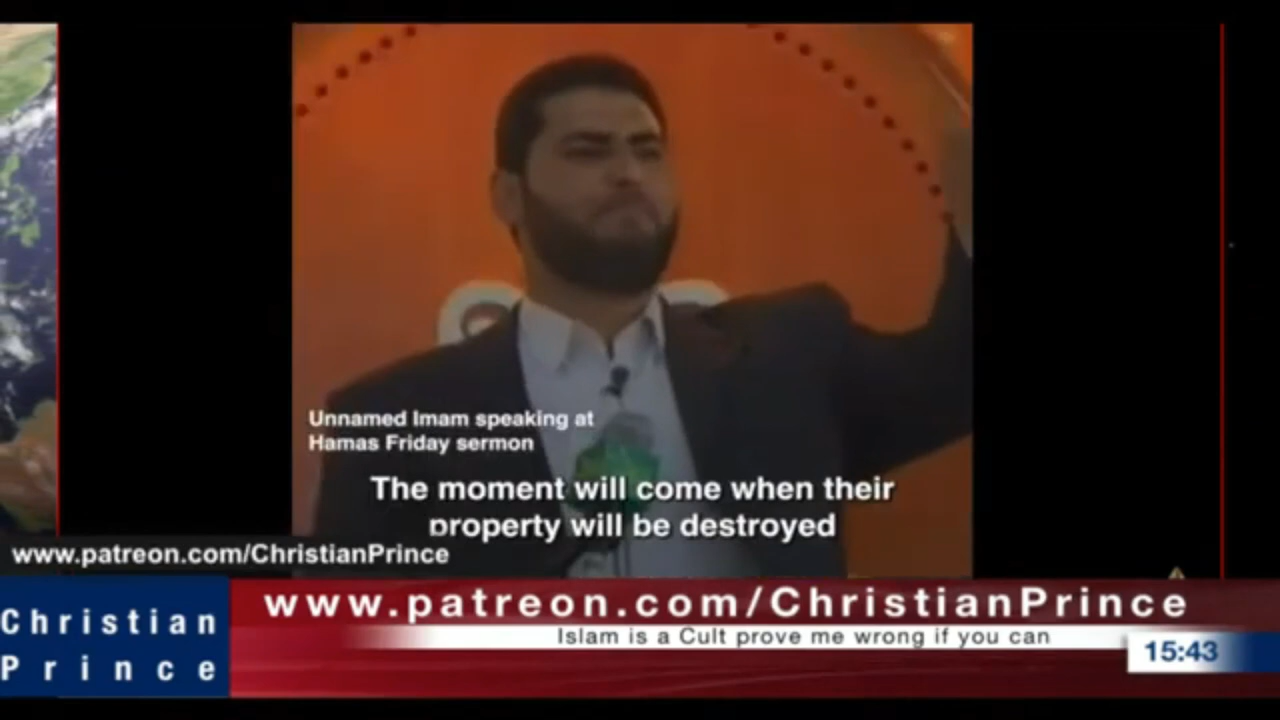 Unnamed Imam speaking at
Hamas Friday sermon
The moment will come when their
property will be destroyed
www.patreon.com/ChristianPrince
Christian
Prince
www.patreon.com/ChristianPrince
Islam is a Cult prove me wrong if you can
15:43